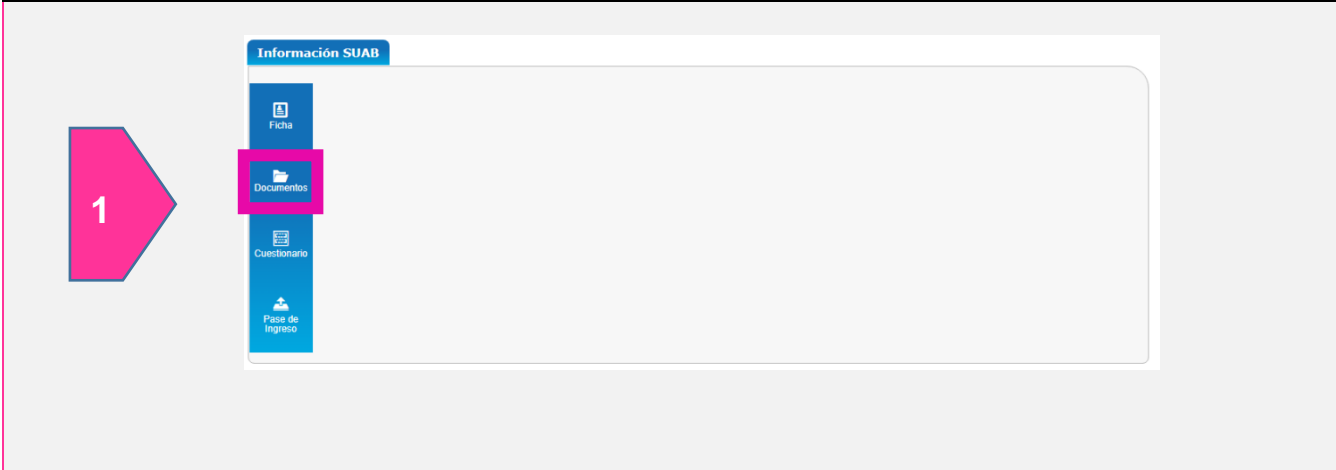 Información SUAB
Ficha
1
Documentos
Cuestionario
Pase de
Ingreso